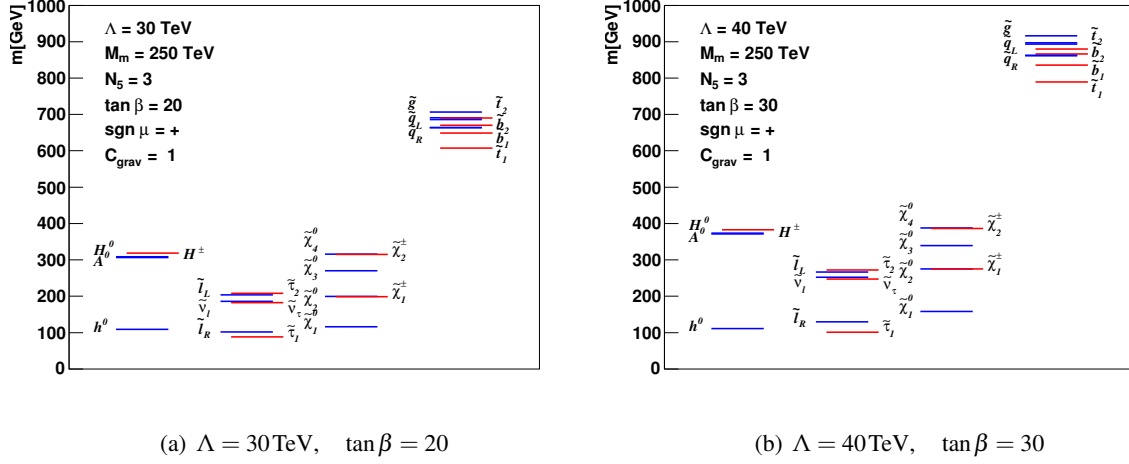 m[GeV]
1000
900
800
700
600
500
400
300
200
100
0
Λ = 30 TeV
M_m = 250 TeV
N_5 = 3
tan β = 20
sgn μ = +
C_grav = 1
H^0
A^0
H^±
h^0
l̃_L
ν̃_l
l̃_R
τ̃_2
ν̃_τ
τ̃_1
χ̃_4^0
χ̃_3^0
χ̃_2^0
χ̃_1^0
χ̃_2^±
χ̃_1^±
g̃
q̃_L
q̃_R
t̃_2
b̃_2
b̃_1
t̃_1
(a) Λ = 30 TeV, tan β = 20
m[GeV]
1000
900
800
700
600
500
400
300
200
100
0
Λ = 40 TeV
M_m = 250 TeV
N_5 = 3
tan β = 30
sgn μ = +
C_grav = 1
H^0
A^0
H^±
h^0
l̃_L
ν̃_l
l̃_R
τ̃_2
ν̃_τ
τ̃_1
χ̃_4^0
χ̃_3^0
χ̃_2^0
χ̃_1^0
χ̃_2^±
χ̃_1^±
g̃
q̃_L
q̃_R
t̃_2
b̃_2
b̃_1
t̃_1
(b) Λ = 40 TeV, tan β = 30